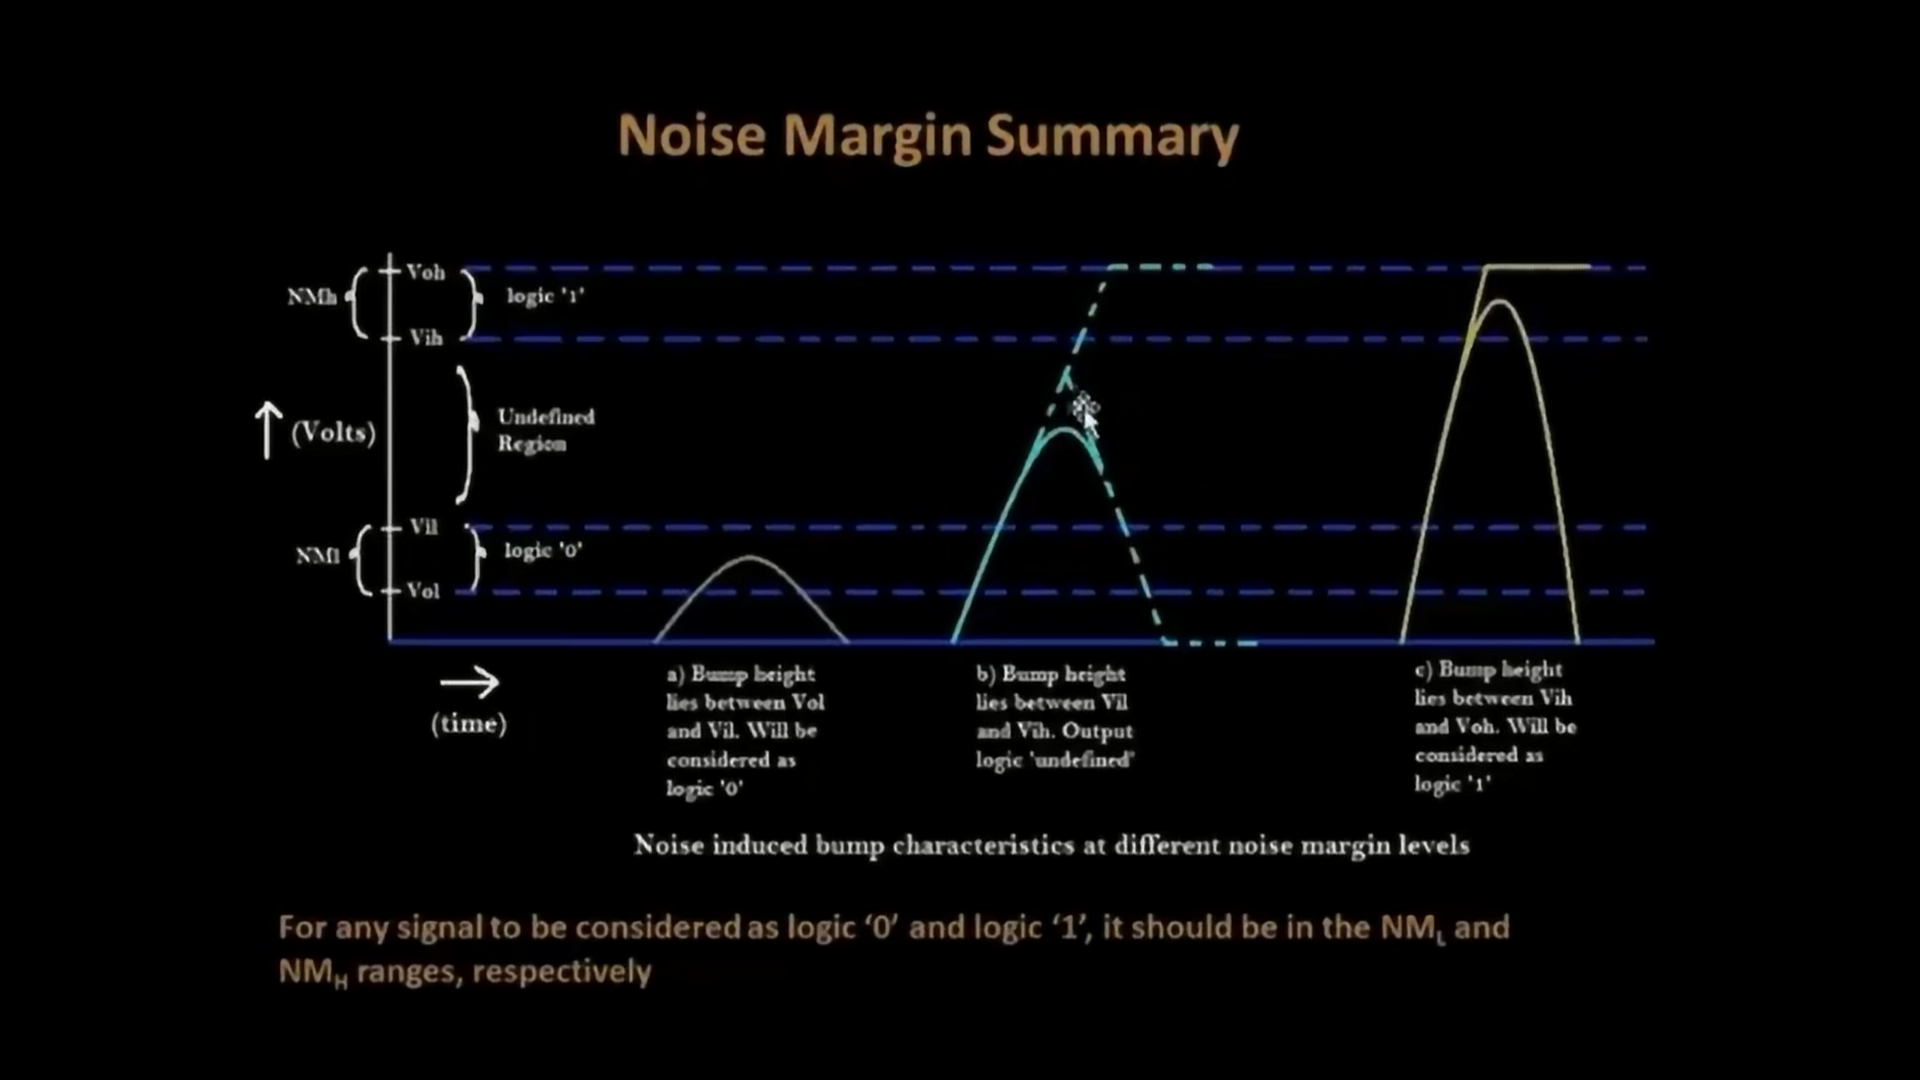 Noise Margin Summary
Voh
NMh
logic '1'
Vih
Undefined
(Volts)
Region
Vil
NMl
logic '0'
Vol
(time)
a) Bump height
lies between Vol
and Vil. Will be
considered as
logic '0'
b) Bump height
lies between Vil
and Vih. Output
logic 'undefined'
c) Bump height
lies between Vih
and Voh. Will be
considered as
logic '1'
Noise induced bump characteristics at different noise margin levels
For any signal to be considered as logic ‘0’ and logic ‘1’, it should be in the NML and
NMH ranges, respectively